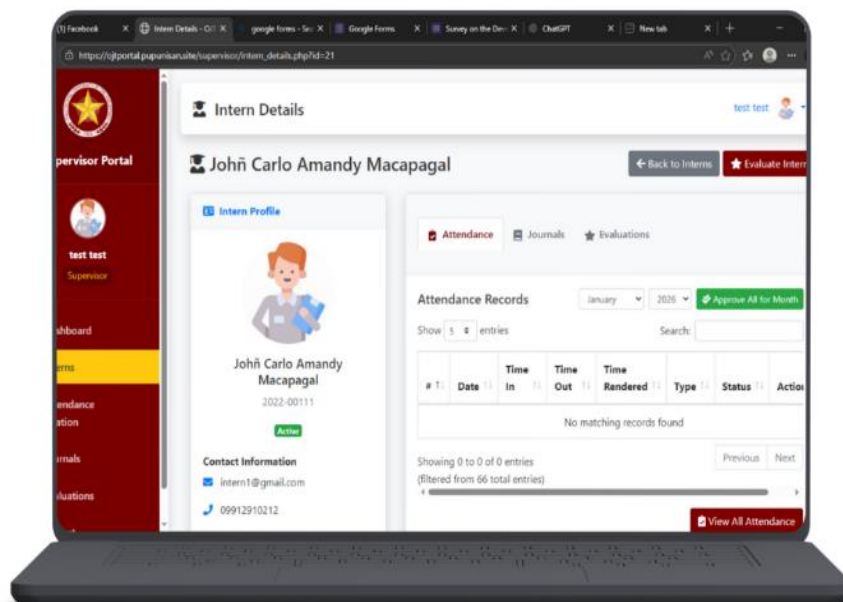 (1) Facebook
Intern Details - OJT
google forms - Sea
Google Forms
Survey on the Dev
ChatGPT
New tab
https://ojtportal.pupunisan.site/supervisor/intern_details.php?id=21
Intern Details
test test
pervisor Portal
John̈ Carlo Amandy Macapagal
Back to Interns
Evaluate Intern
test test
Supervisor
Intern Profile
Attendance
Journals
Evaluations
Attendance Records
January
2026
Approve All for Month
Show 5 entries
Search:
shboard
erns
John̈ Carlo Amandy
Macapagal
2022-00111
Active
# Date Time In Time Out Time Rendered Type Status Action
No matching records found
endance
ation
urnals
luations
Contact Information
intern1@gmail.com
09912910212
Showing 0 to 0 of 0 entries
(filtered from 66 total entries)
Previous
Next
View All Attendance